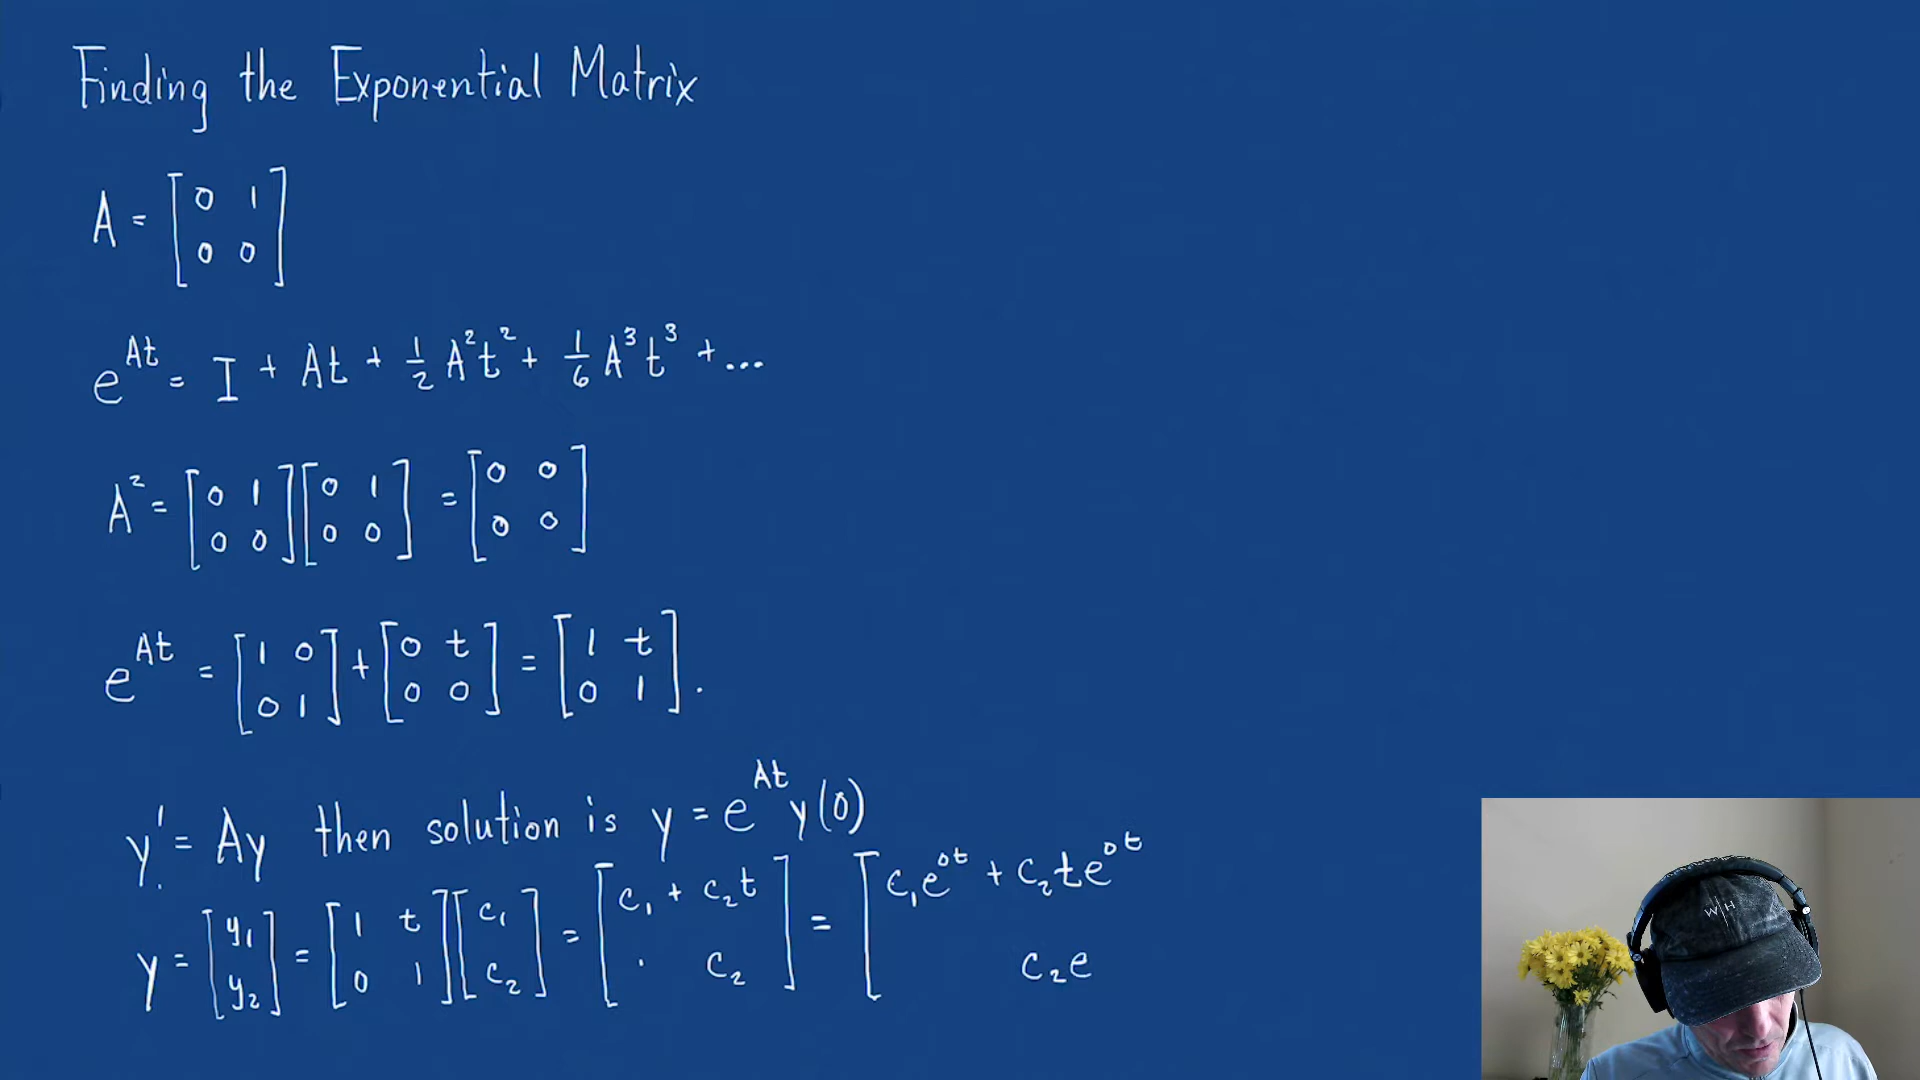 Finding the Exponential Matrix
A = [0 1; 0 0]
e^{At} = I + At + 1/2 A²t² + 1/6 A³t³ + ...
A² = [0 1; 0 0][0 1; 0 0] = [0 0; 0 0]
e^{At} = [1 0; 0 1] + [0 t; 0 0] = [1 t; 0 1].
y' = Ay then solution is y = e^{At} y(0)
y = [y₁; y₂] = [1 t; 0 1][c₁; c₂] = [c₁ + c₂t; c₂] = [c₁e^{0t} + c₂te^{0t}; c₂e
W H